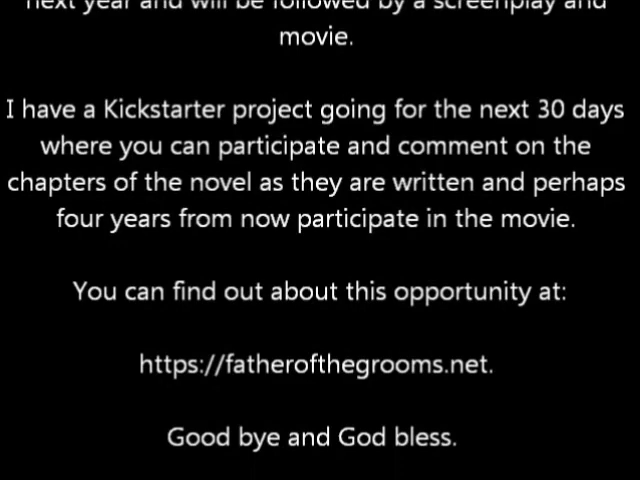 next year and will be followed by a screenplay and
movie.
I have a Kickstarter project going for the next 30 days
where you can participate and comment on the
chapters of the novel as they are written and perhaps
four years from now participate in the movie.
You can find out about this opportunity at:
https://fatherofthegrooms.net.
Good bye and God bless.